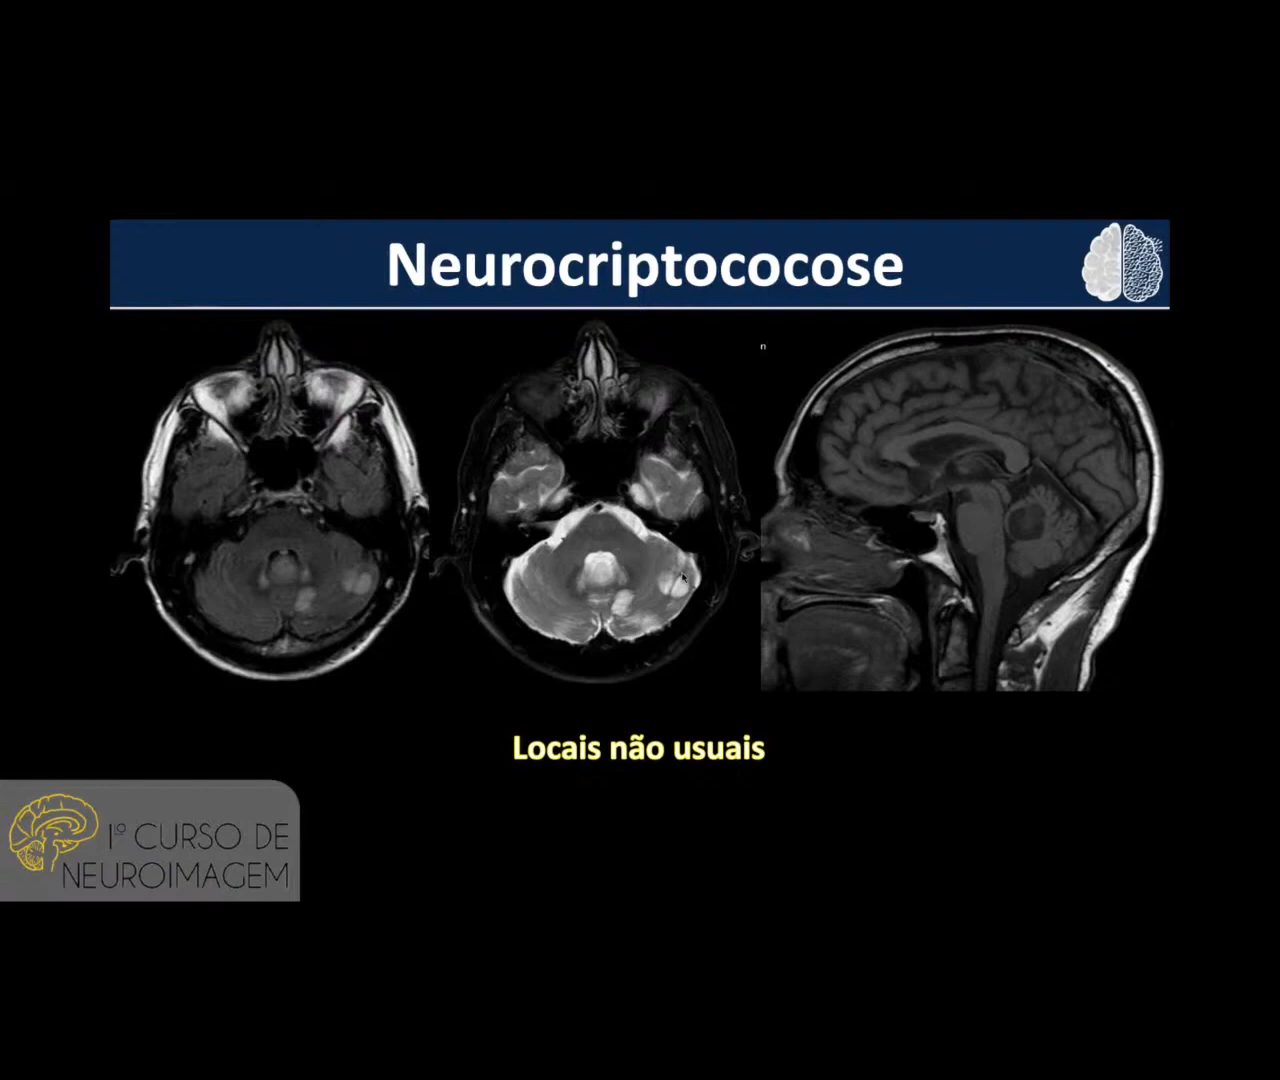 Neurocriptococose
n
Locais não usuais
1º CURSO DE
NEUROIMAGEM